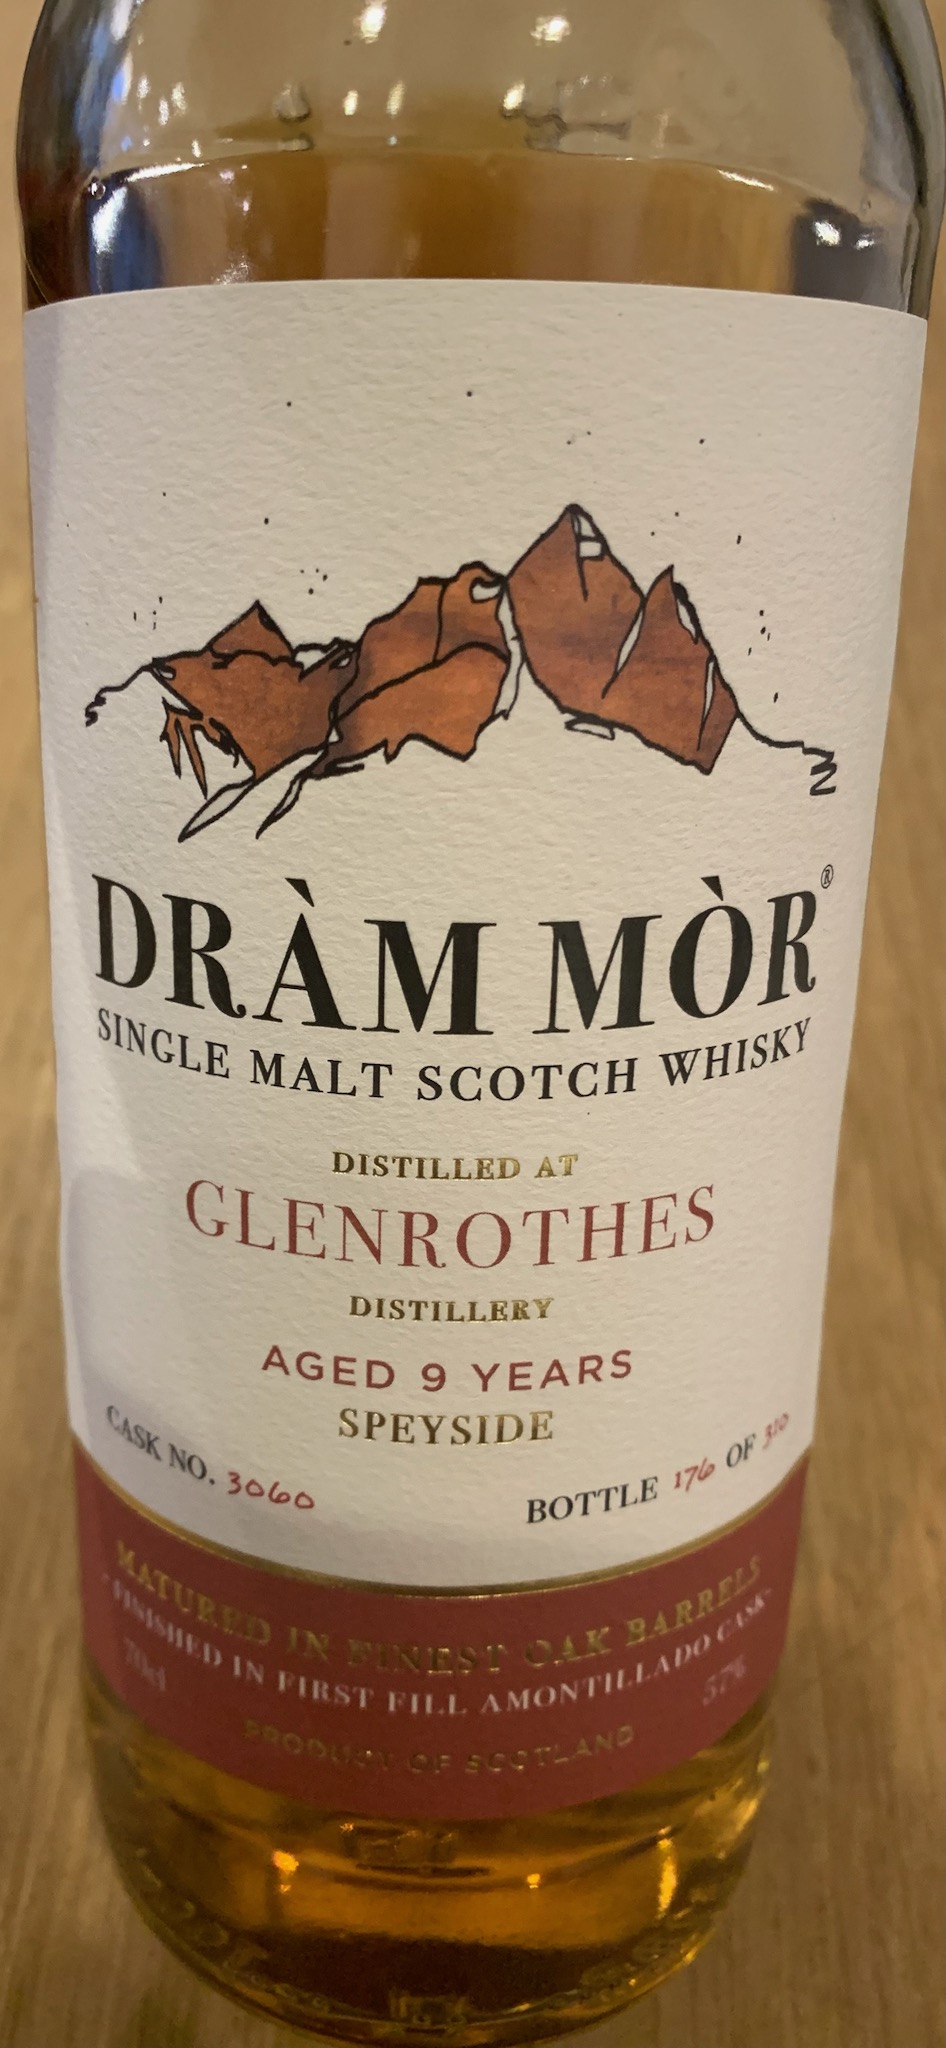 DRÀM MÒR®
SINGLE MALT SCOTCH WHISKY
DISTILLED AT
GLENROTHES
DISTILLERY
AGED 9 YEARS
SPEYSIDE
CASK NO. 3060
BOTTLE 176 OF 310
MATURED IN FINEST OAK BARRELS
"FINISHED IN FIRST FILL AMONTILLADO CASK"
70cl 57%
PRODUCT OF SCOTLAND